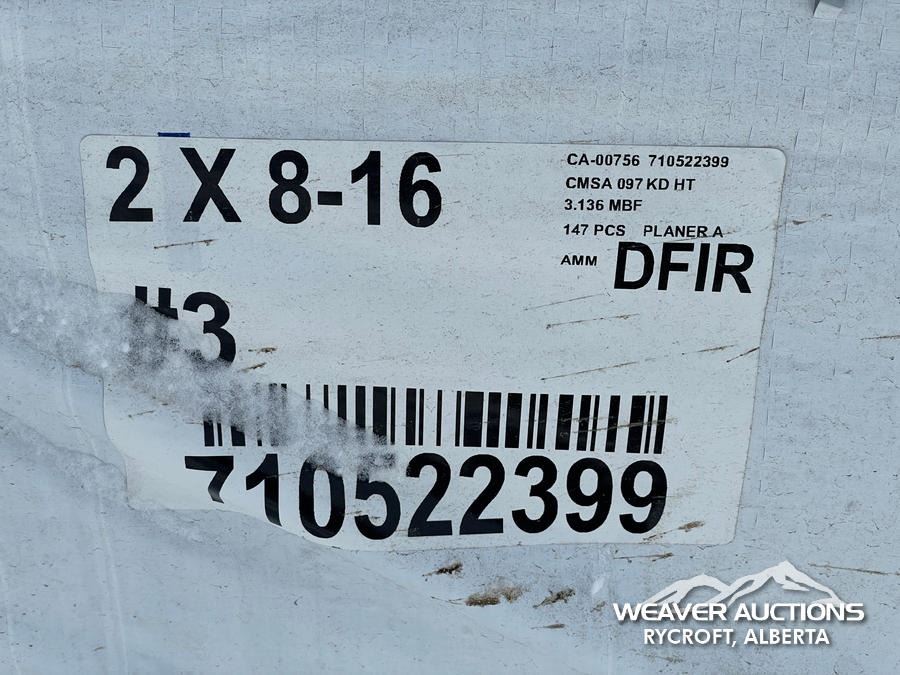 2 X 8-16
CA-00756 710522399
CMSA 097 KD HT
3.136 MBF
147 PCS PLANER A
AMM DFIR
#3
710522399
WEAVER AUCTIONS
RYCROFT, ALBERTA